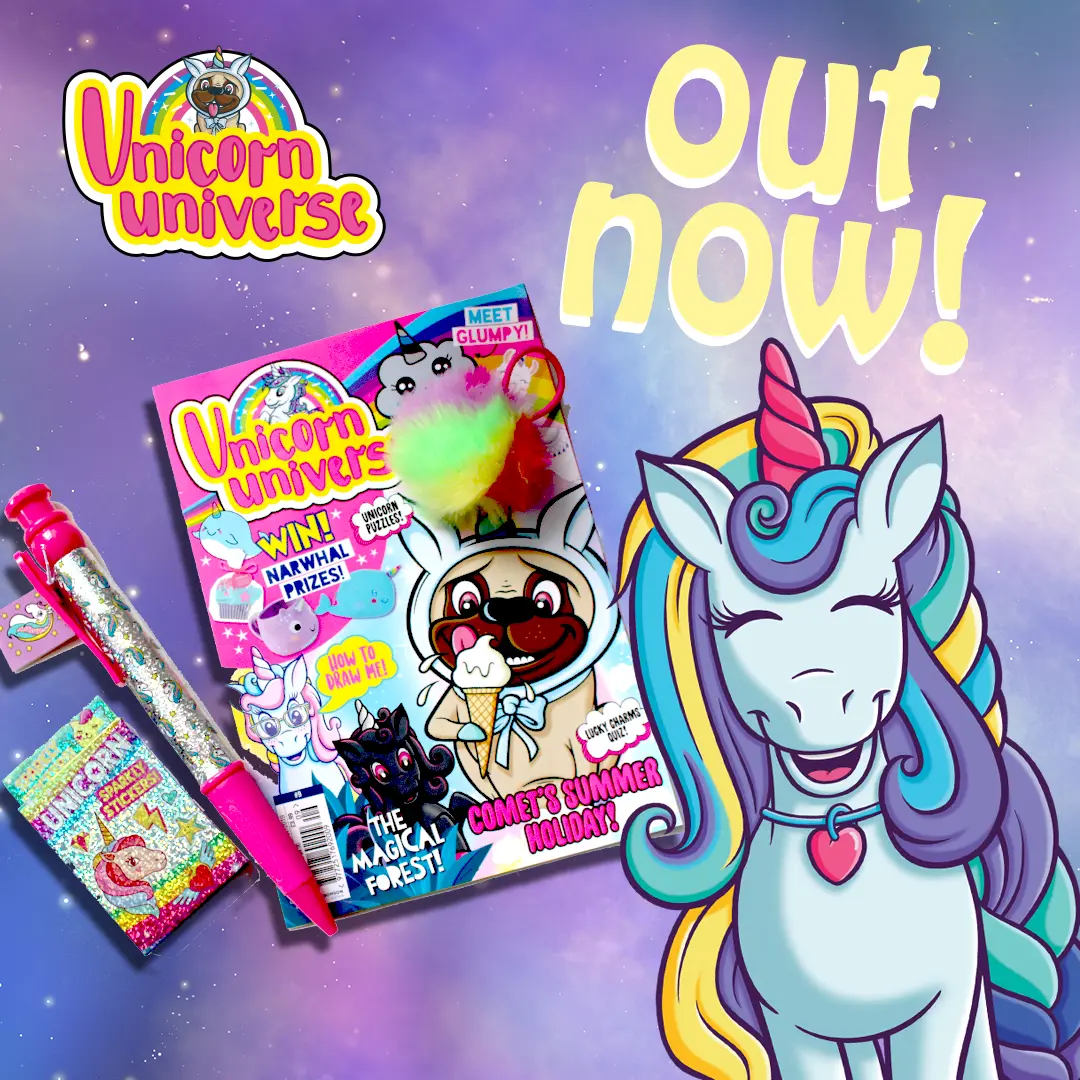 Unicorn
universe
out
now!
MEET
GLUMPY!
Unicorn
univers
WIN!
NARWHAL
PRIZES!
UNICORN
PUZZLES!
HOW TO
DRAW ME!
LUCKY CHARMS
QUIZ!
COMET'S SUMMER
HOLIDAY!
THE
MAGICAL
FOREST!
#9
UNICORN
SPARKLY
STICKERS!